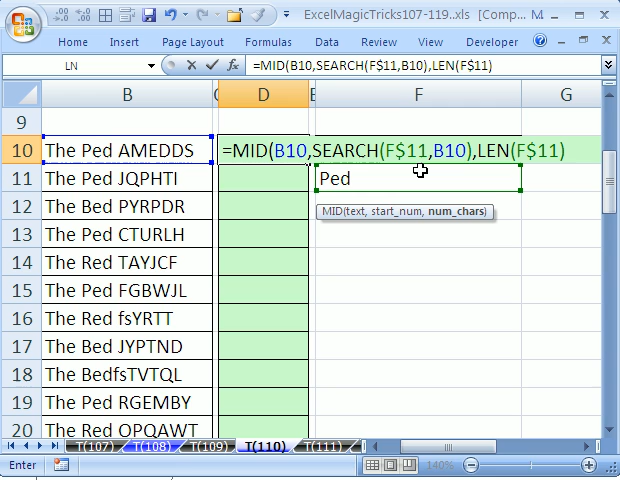 ExcelMagicTricks107-119..xls [Comp... M...
Home Insert Page Layout Formulas Data Review View Developer
LN =MID(B10,SEARCH(F$11,B10),LEN(F$11)
B C D E F G
9
10 The Ped AMEDDS =MID(B10,SEARCH(F$11,B10),LEN(F$11)
11 The Ped JQPHTI Ped
12 The Bed PYRPDR MID(text, start_num, num_chars)
13 The Ped CTURLH
14 The Red TAYJCF
15 The Ped FGBWJL
16 The Red fsYRTT
17 The Bed JYPTND
18 The BedfsTVTQL
19 The Ped RGEMBY
20 The Red OPQAWT
T(107) T(108) T(109) T(110) T(111)
Enter 140%